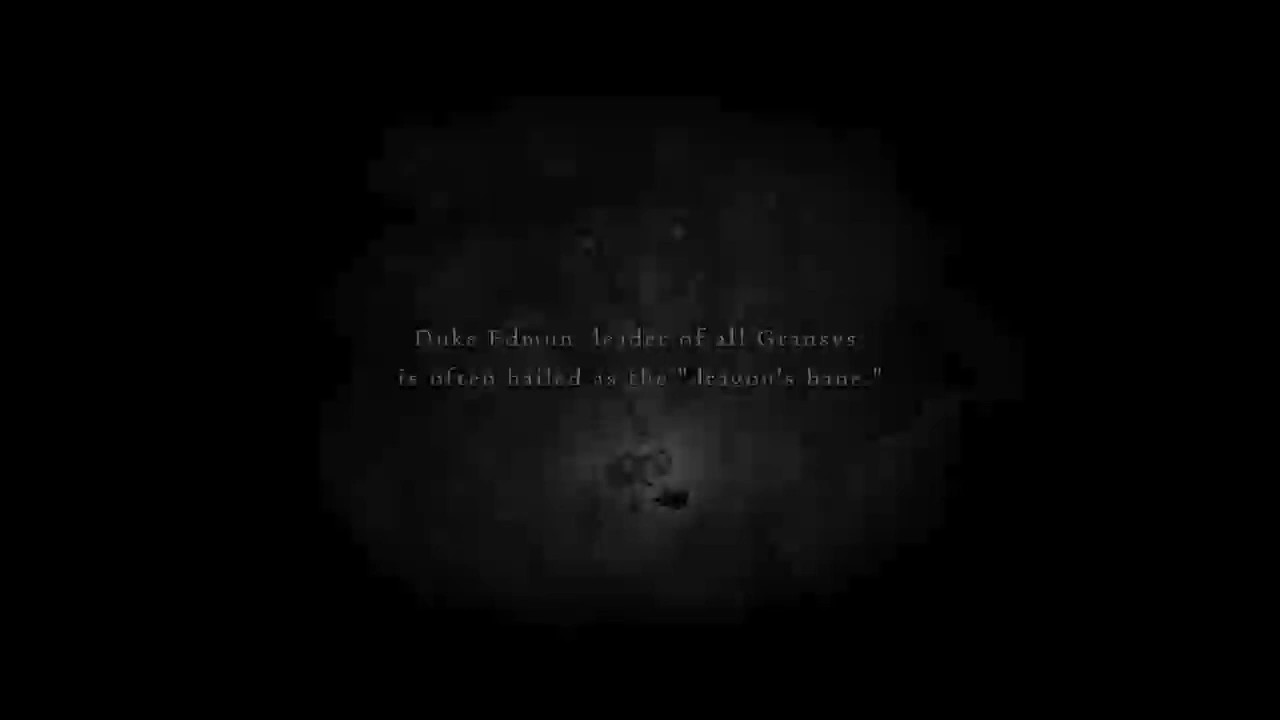 Duke Edmun, leader of all Gransys,
is often hailed as the "dragon's bane."